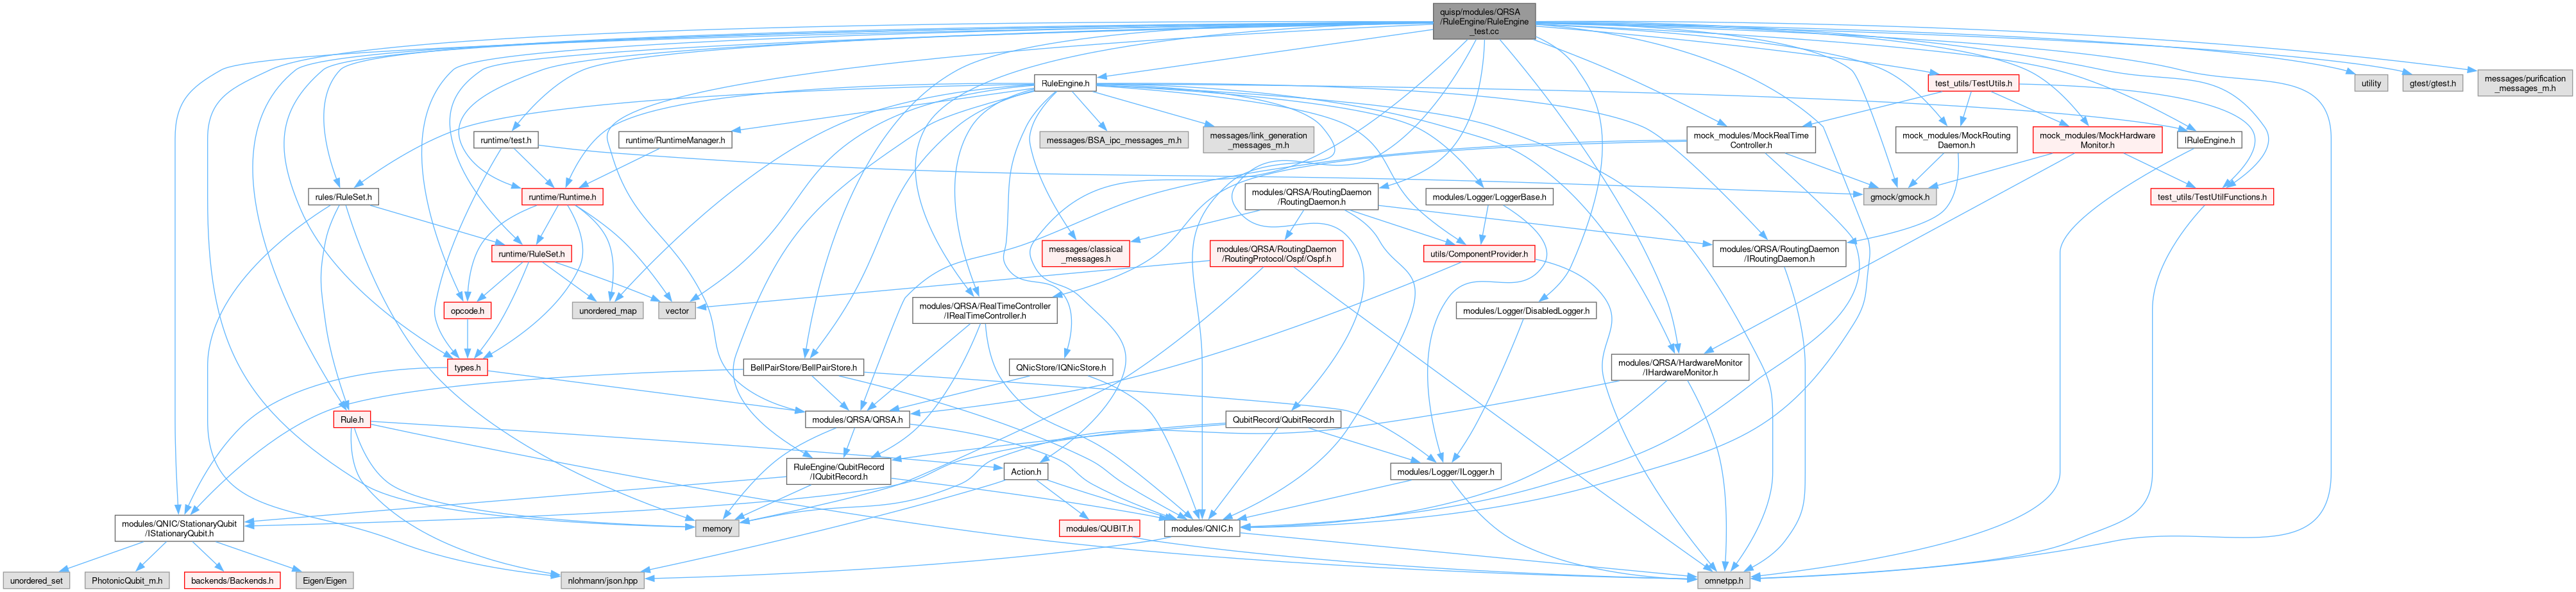 quisp/modules/QRSA
/RuleEngine/RuleEngine
_test.cc
RuleEngine.h
test_utils/TestUtils.h
utility
gtest/gtest.h
messages/purification
_messages_m.h
runtime/test.h
runtime/RuntimeManager.h
messages/BSA_ipc_messages_m.h
messages/link_generation
_messages_m.h
mock_modules/MockRealTime
Controller.h
mock_modules/MockRouting
Daemon.h
mock_modules/MockHardware
Monitor.h
IRuleEngine.h
rules/RuleSet.h
runtime/Runtime.h
modules/QRSA/RoutingDaemon
/RoutingDaemon.h
modules/Logger/LoggerBase.h
gmock/gmock.h
test_utils/TestUtilFunctions.h
runtime/RuleSet.h
messages/classical
_messages.h
modules/QRSA/RoutingDaemon
/RoutingProtocol/Ospf/Ospf.h
utils/ComponentProvider.h
modules/QRSA/RoutingDaemon
/IRoutingDaemon.h
opcode.h
unordered_map
vector
modules/QRSA/RealTimeController
/IRealTimeController.h
modules/Logger/DisabledLogger.h
types.h
BellPairStore/BellPairStore.h
QNicStore/IQNicStore.h
modules/QRSA/HardwareMonitor
/IHardwareMonitor.h
Rule.h
modules/QRSA/QRSA.h
QubitRecord/QubitRecord.h
RuleEngine/QubitRecord
/IQubitRecord.h
Action.h
modules/Logger/ILogger.h
modules/QNIC/StationaryQubit
/IStationaryQubit.h
memory
modules/QUBIT.h
modules/QNIC.h
unordered_set
PhotonicQubit_m.h
backends/Backends.h
Eigen/Eigen
nlohmann/json.hpp
omnetpp.h